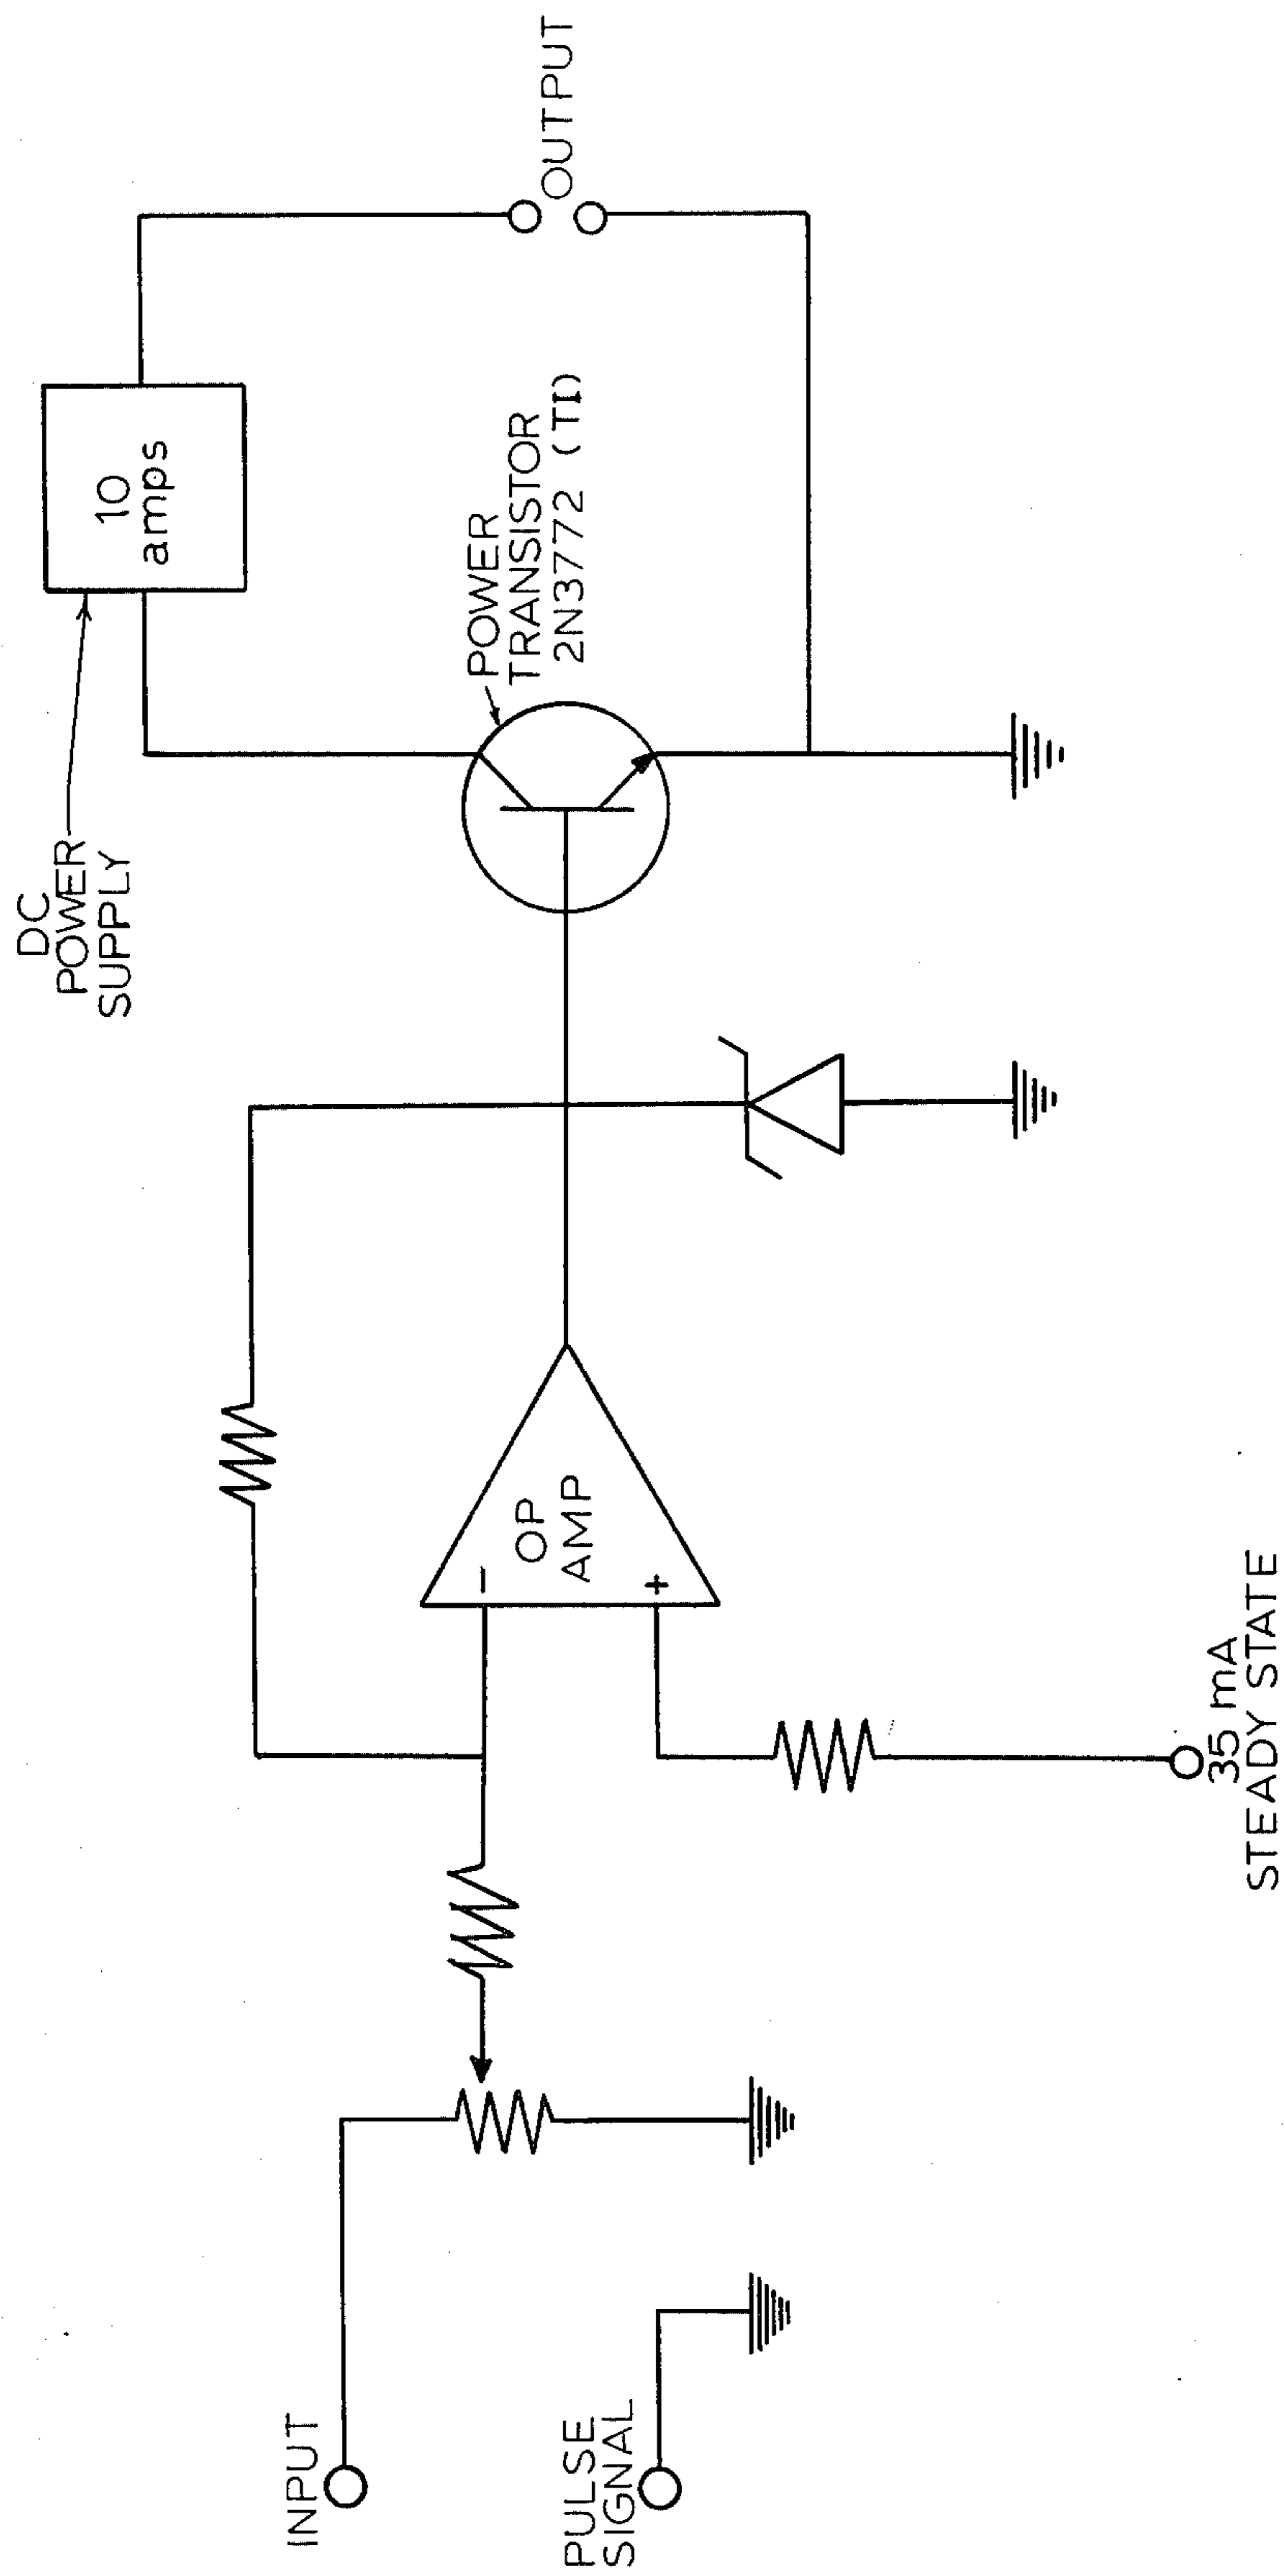 INPUT
PULSE
SIGNAL
-
+
OP
AMP
35 mA
STEADY STATE
DC
POWER
SUPPLY
10
amps
POWER
TRANSISTOR
2N3772 (TI)
OUTPUT